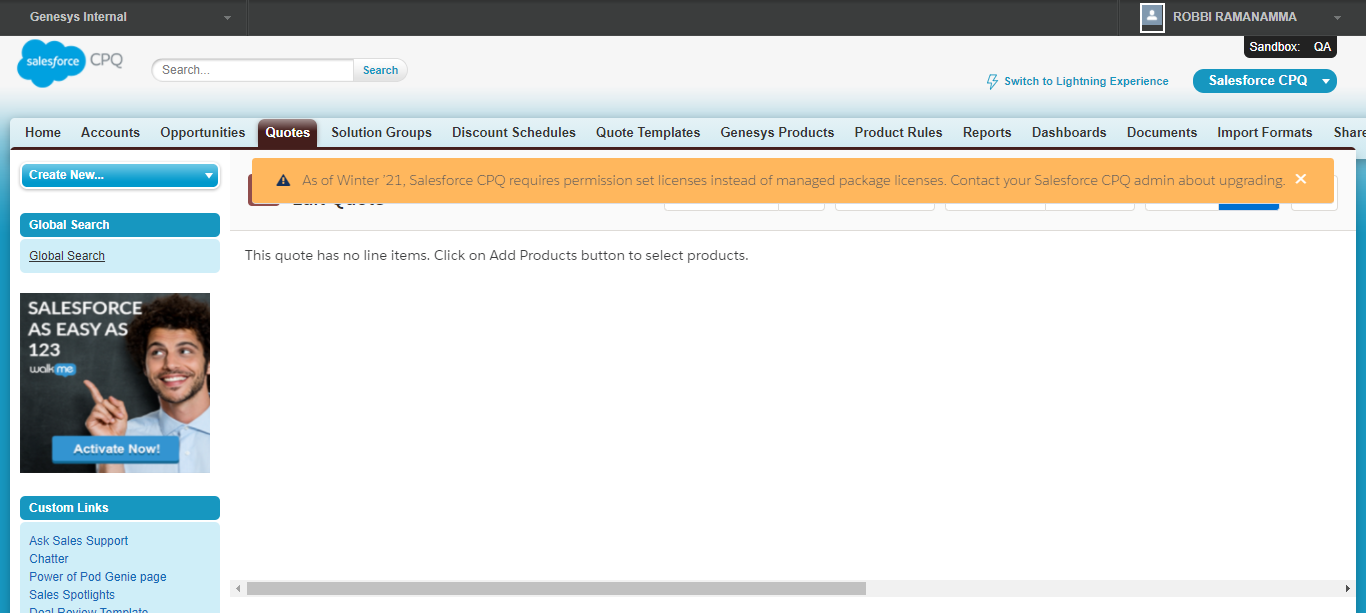 Genesys Internal
ROBBI RAMANAMMA
Sandbox: QA
salesforce CPQ
Search...
Search
Switch to Lightning Experience
Salesforce CPQ
Home Accounts Opportunities Quotes Solution Groups Discount Schedules Quote Templates Genesys Products Product Rules Reports Dashboards Documents Import Formats Share
Create New...
As of Winter '21, Salesforce CPQ requires permission set licenses instead of managed package licenses. Contact your Salesforce CPQ admin about upgrading.
Edit Quote
Global Search
Global Search
This quote has no line items. Click on Add Products button to select products.
SALESFORCE
AS EASY AS
123
walkme
Activate Now!
Custom Links
Ask Sales Support
Chatter
Power of Pod Genie page
Sales Spotlights
Deal Review Template